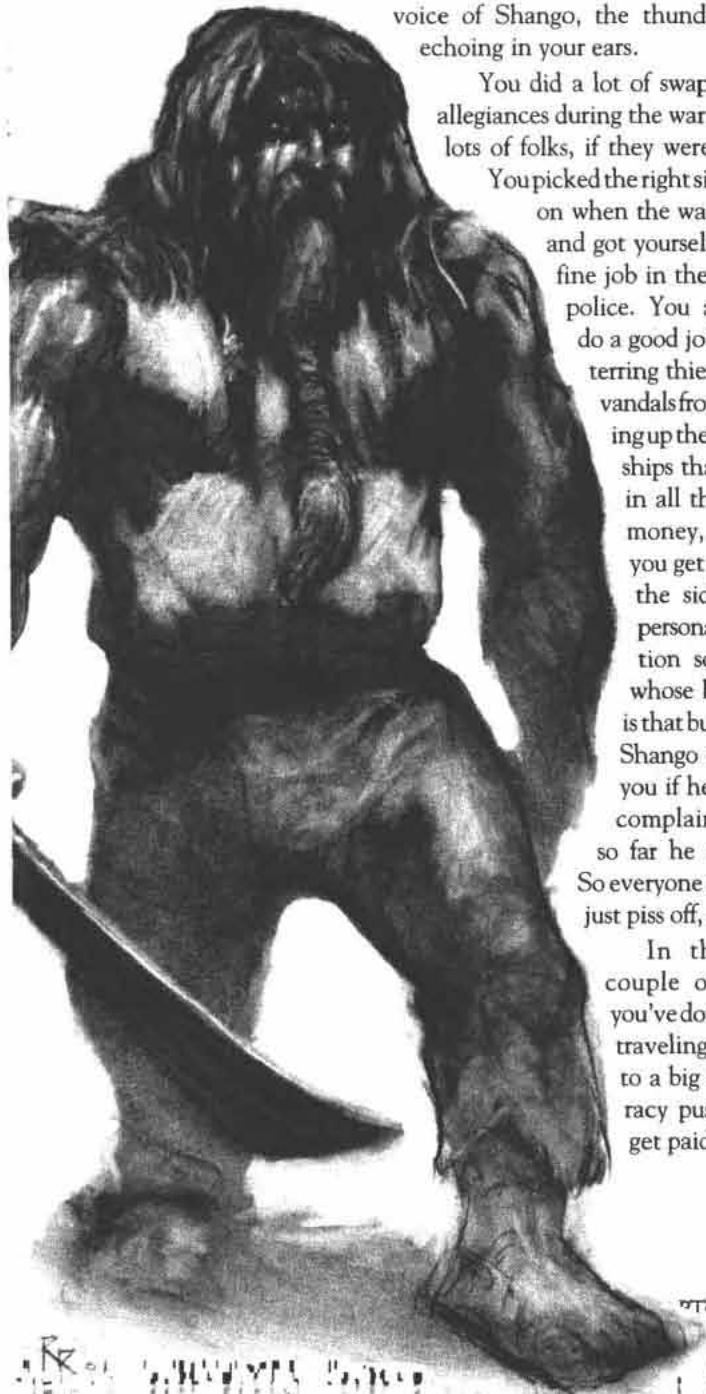 voice of Shango, the thund
echoing in your ears.
You did a lot of swap
allegiances during the war
lots of folks, if they were
You picked the right si
on when the wa
and got yoursel
fine job in the
police. You a
do a good jo
terring thie
vandals fro
ing up the
ships tha
in all th
money,
you get
the sid
persona
tion se
whose l
is that bu
Shango
you if he
complain
so far he
So everyone
just piss off,
In th
couple o
you've do
traveling
to a big
racy pus
get paid
RR